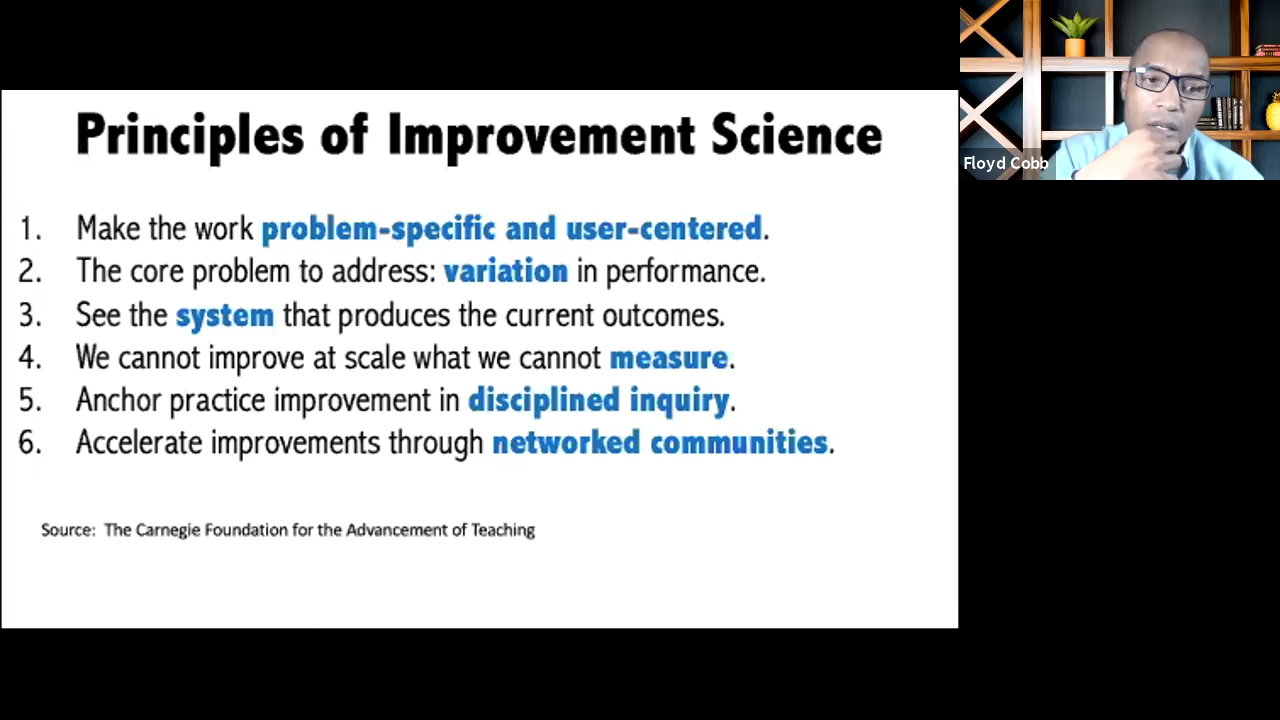 Principles of Improvement Science
1. Make the work problem-specific and user-centered.
2. The core problem to address: variation in performance.
3. See the system that produces the current outcomes.
4. We cannot improve at scale what we cannot measure.
5. Anchor practice improvement in disciplined inquiry.
6. Accelerate improvements through networked communities.
Source: The Carnegie Foundation for the Advancement of Teaching
Floyd Cobb